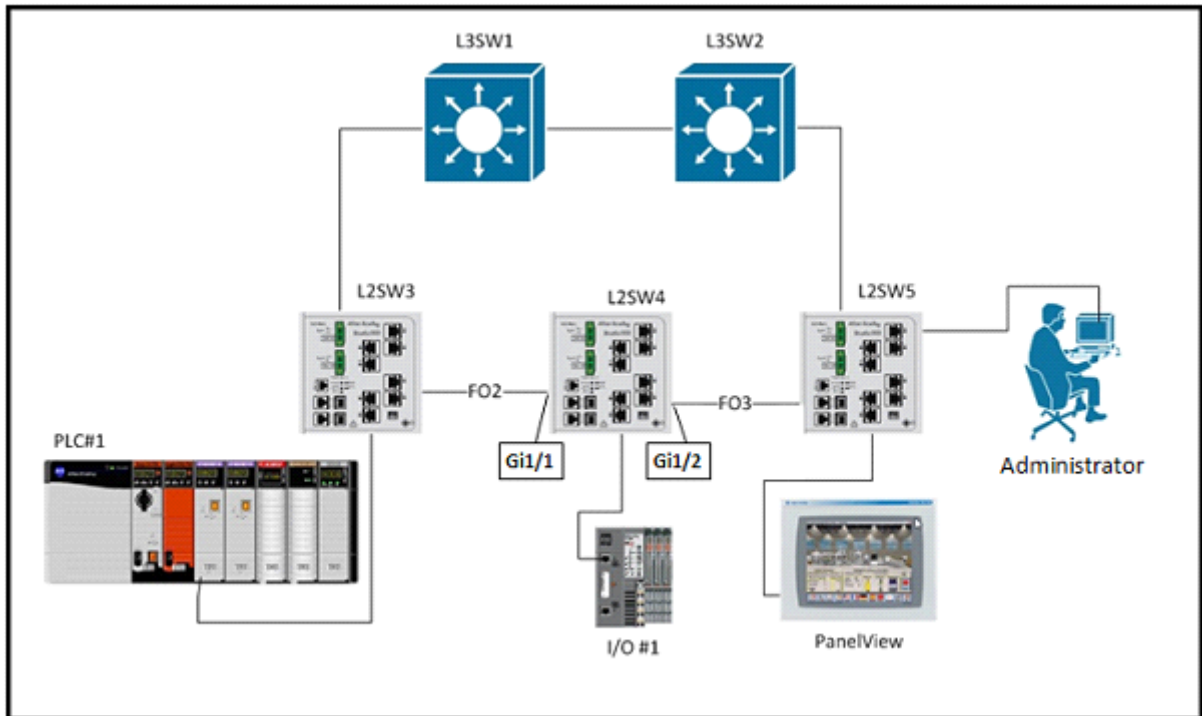 L3SW1
L3SW2
L2SW3
L2SW4
L2SW5
FO2
FO3
PLC#1
Gi1/1
Gi1/2
Administrator
I/O #1
PanelView